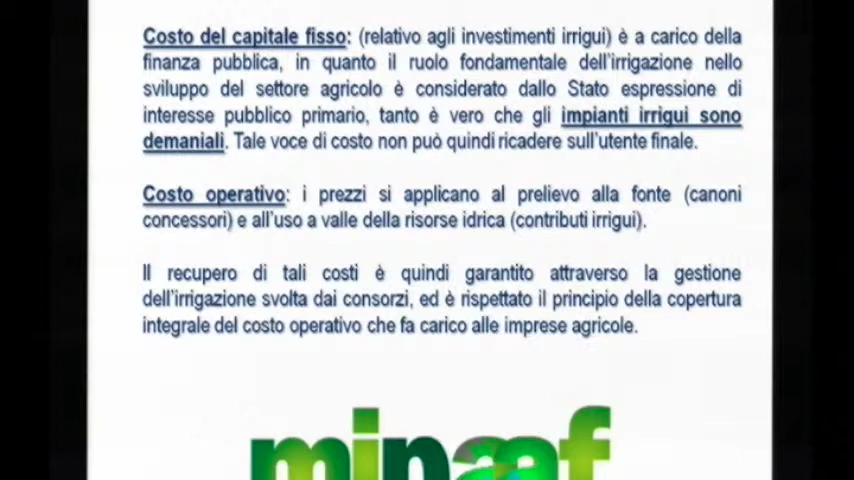 Costo del capitale fisso: (relativo agli investimenti irrigui) è a carico della
finanza pubblica, in quanto il ruolo fondamentale dell'irrigazione nello
sviluppo del settore agricolo è considerato dallo Stato espressione di
interesse pubblico primario, tanto è vero che gli impianti irrigui sono
demaniali. Tale voce di costo non può quindi ricadere sull'utente finale.
Costo operativo: i prezzi si applicano al prelievo alla fonte (canoni
concessori) e all'uso a valle della risorse idrica (contributi irrigui).
Il recupero di tali costi è quindi garantito attraverso la gestione
dell'irrigazione svolta dai consorzi, ed è rispettato il principio della copertura
integrale del costo operativo che fa carico alle imprese agricole.
mipaaf